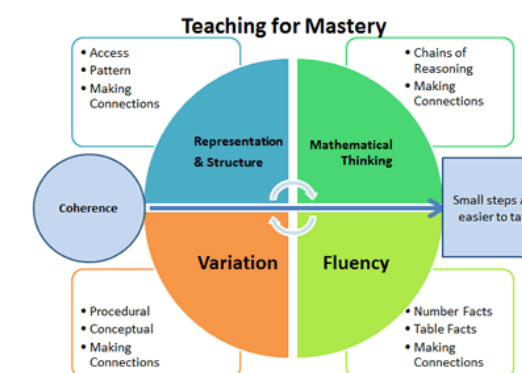 Teaching for Mastery
• Access
• Pattern
• Making
Connections
• Chains of
Reasoning
• Making
Connections
Representation
& Structure
Mathematical
Thinking
Coherence
Small steps
easier to
Variation
Fluency
• Procedural
• Conceptual
• Making
Connections
• Number Facts
• Table Facts
• Making
Connections